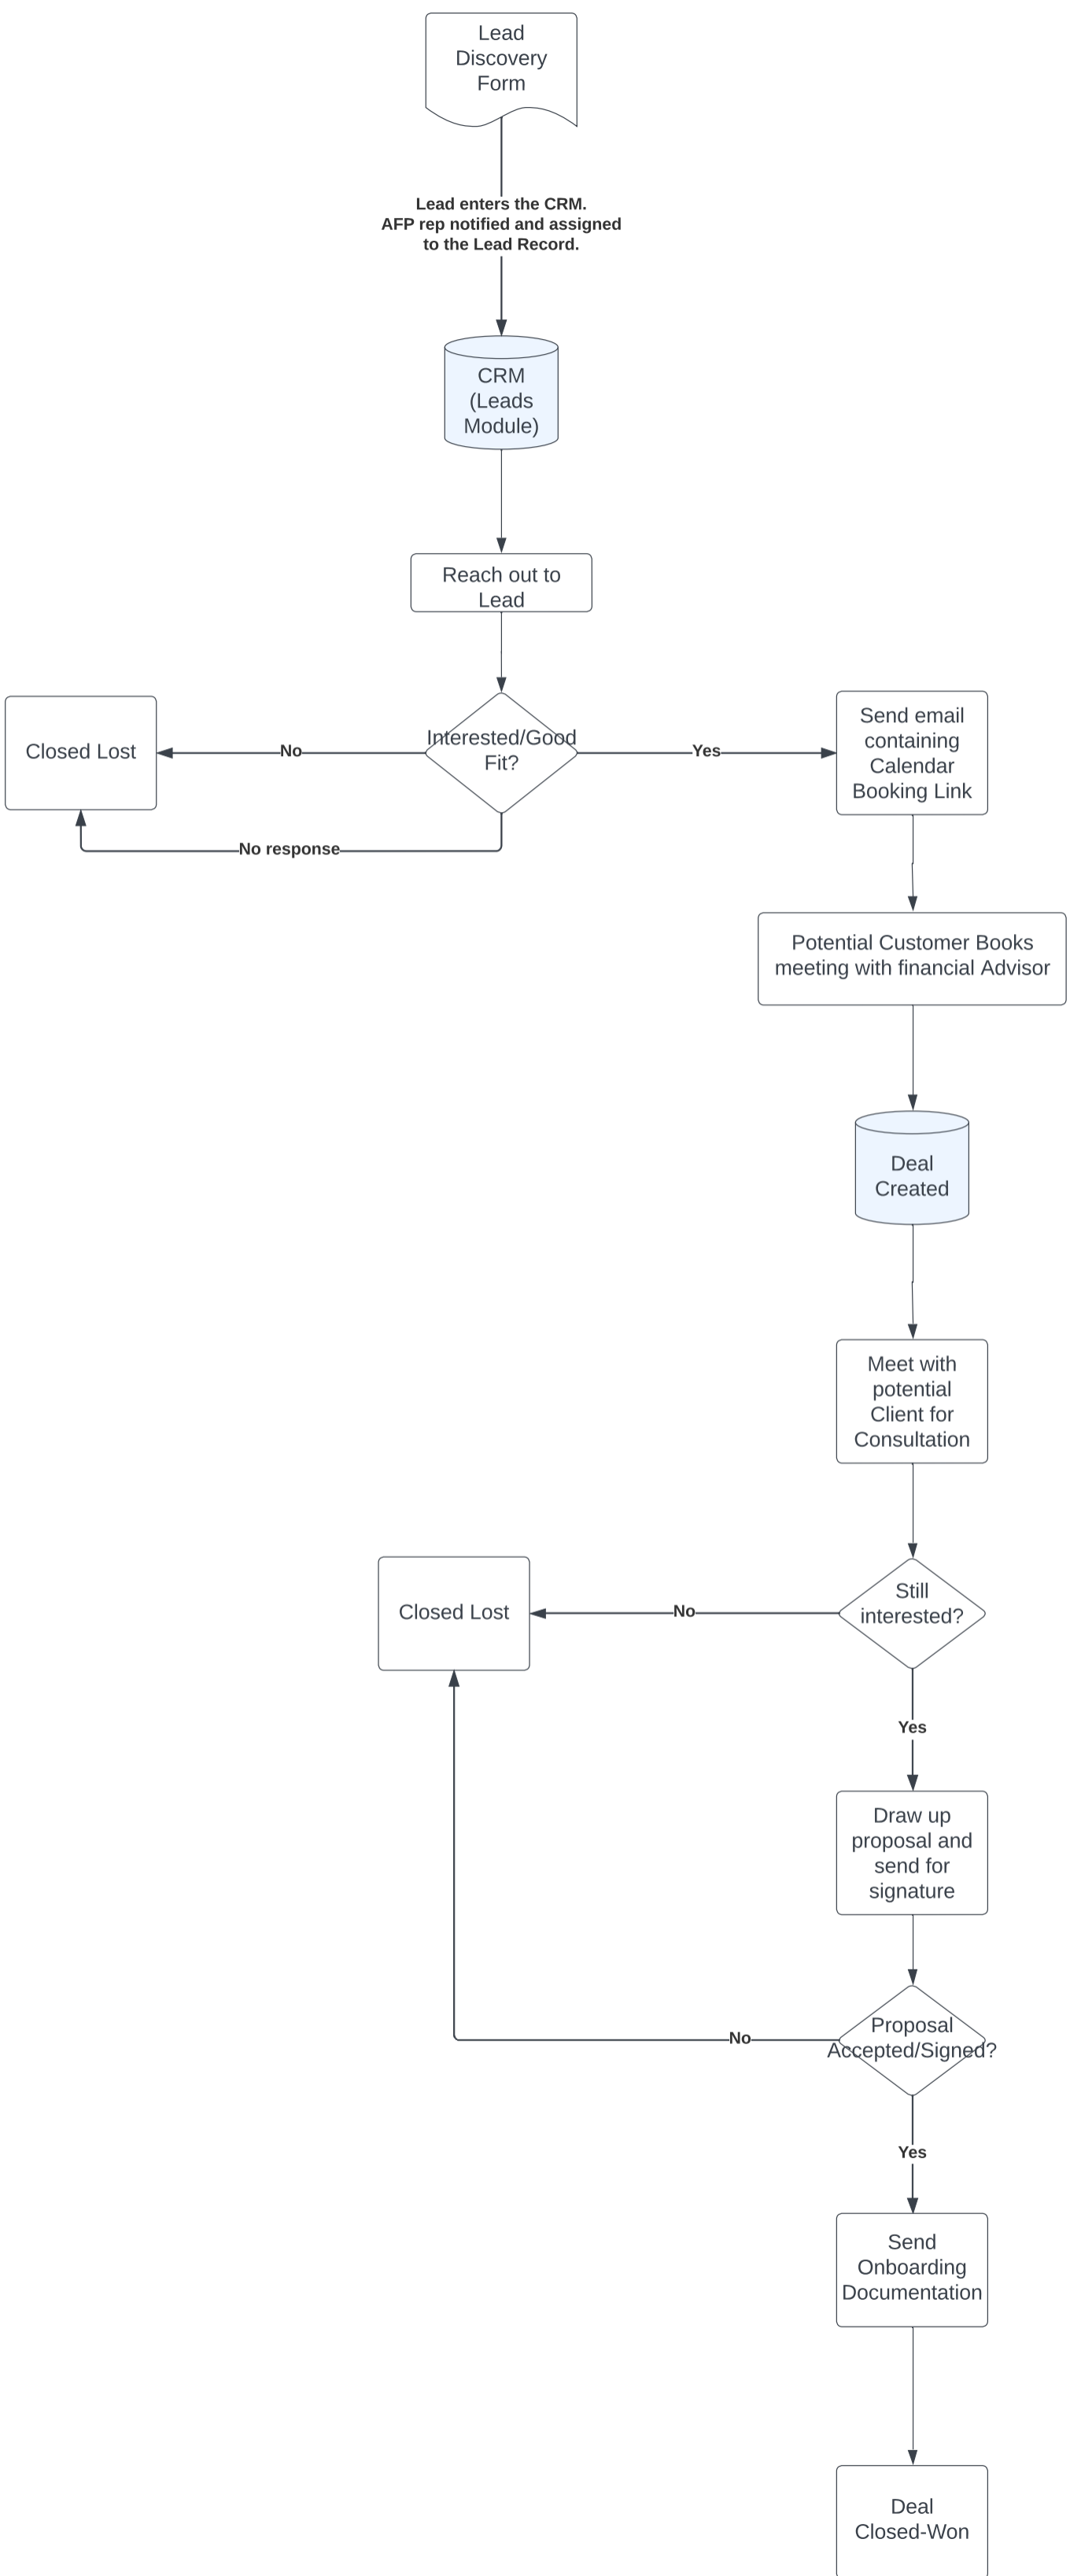 Lead
Discovery
Form
Lead enters the CRM.
AFP rep notified and assigned
to the Lead Record.
CRM
(Leads
Module)
Reach out to
Lead
Closed Lost
No
Interested/Good
Fit?
Yes
Send email
containing
Calendar
Booking Link
No response
Potential Customer Books
meeting with financial Advisor
Deal
Created
Meet with
potential
Client for
Consultation
Closed Lost
No
Still
interested?
Yes
Draw up
proposal and
send for
signature
No
Proposal
Accepted/Signed?
Yes
Send
Onboarding
Documentation
Deal
Closed-Won